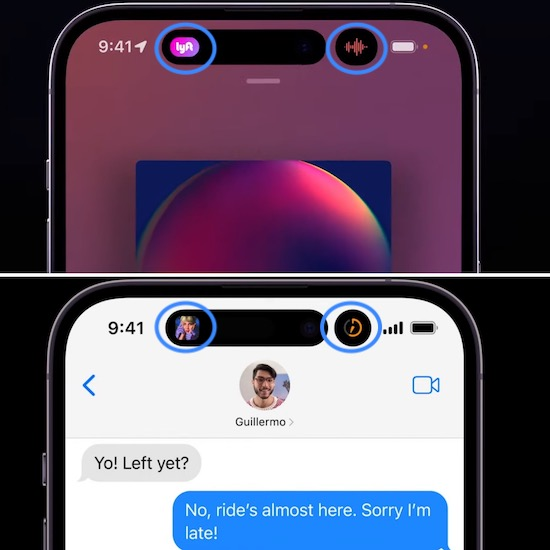 9:41
lyft
9:41
Guillermo
Yo! Left yet?
No, ride’s almost here. Sorry I’m
late!